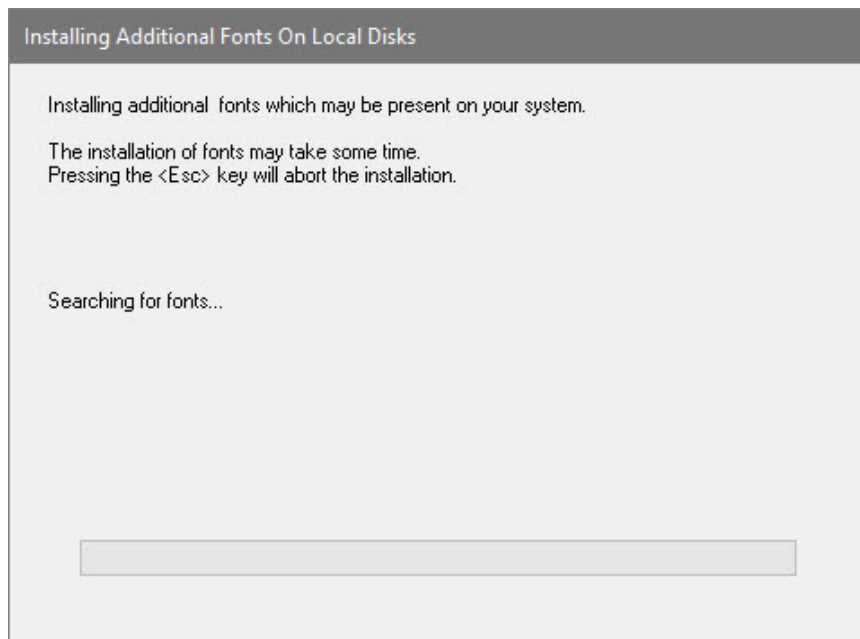 Installing Additional Fonts On Local Disks
Installing additional  fonts which may be present on your system.
The installation of fonts may take some time.
Pressing the <Esc> key will abort the installation.
Searching for fonts...